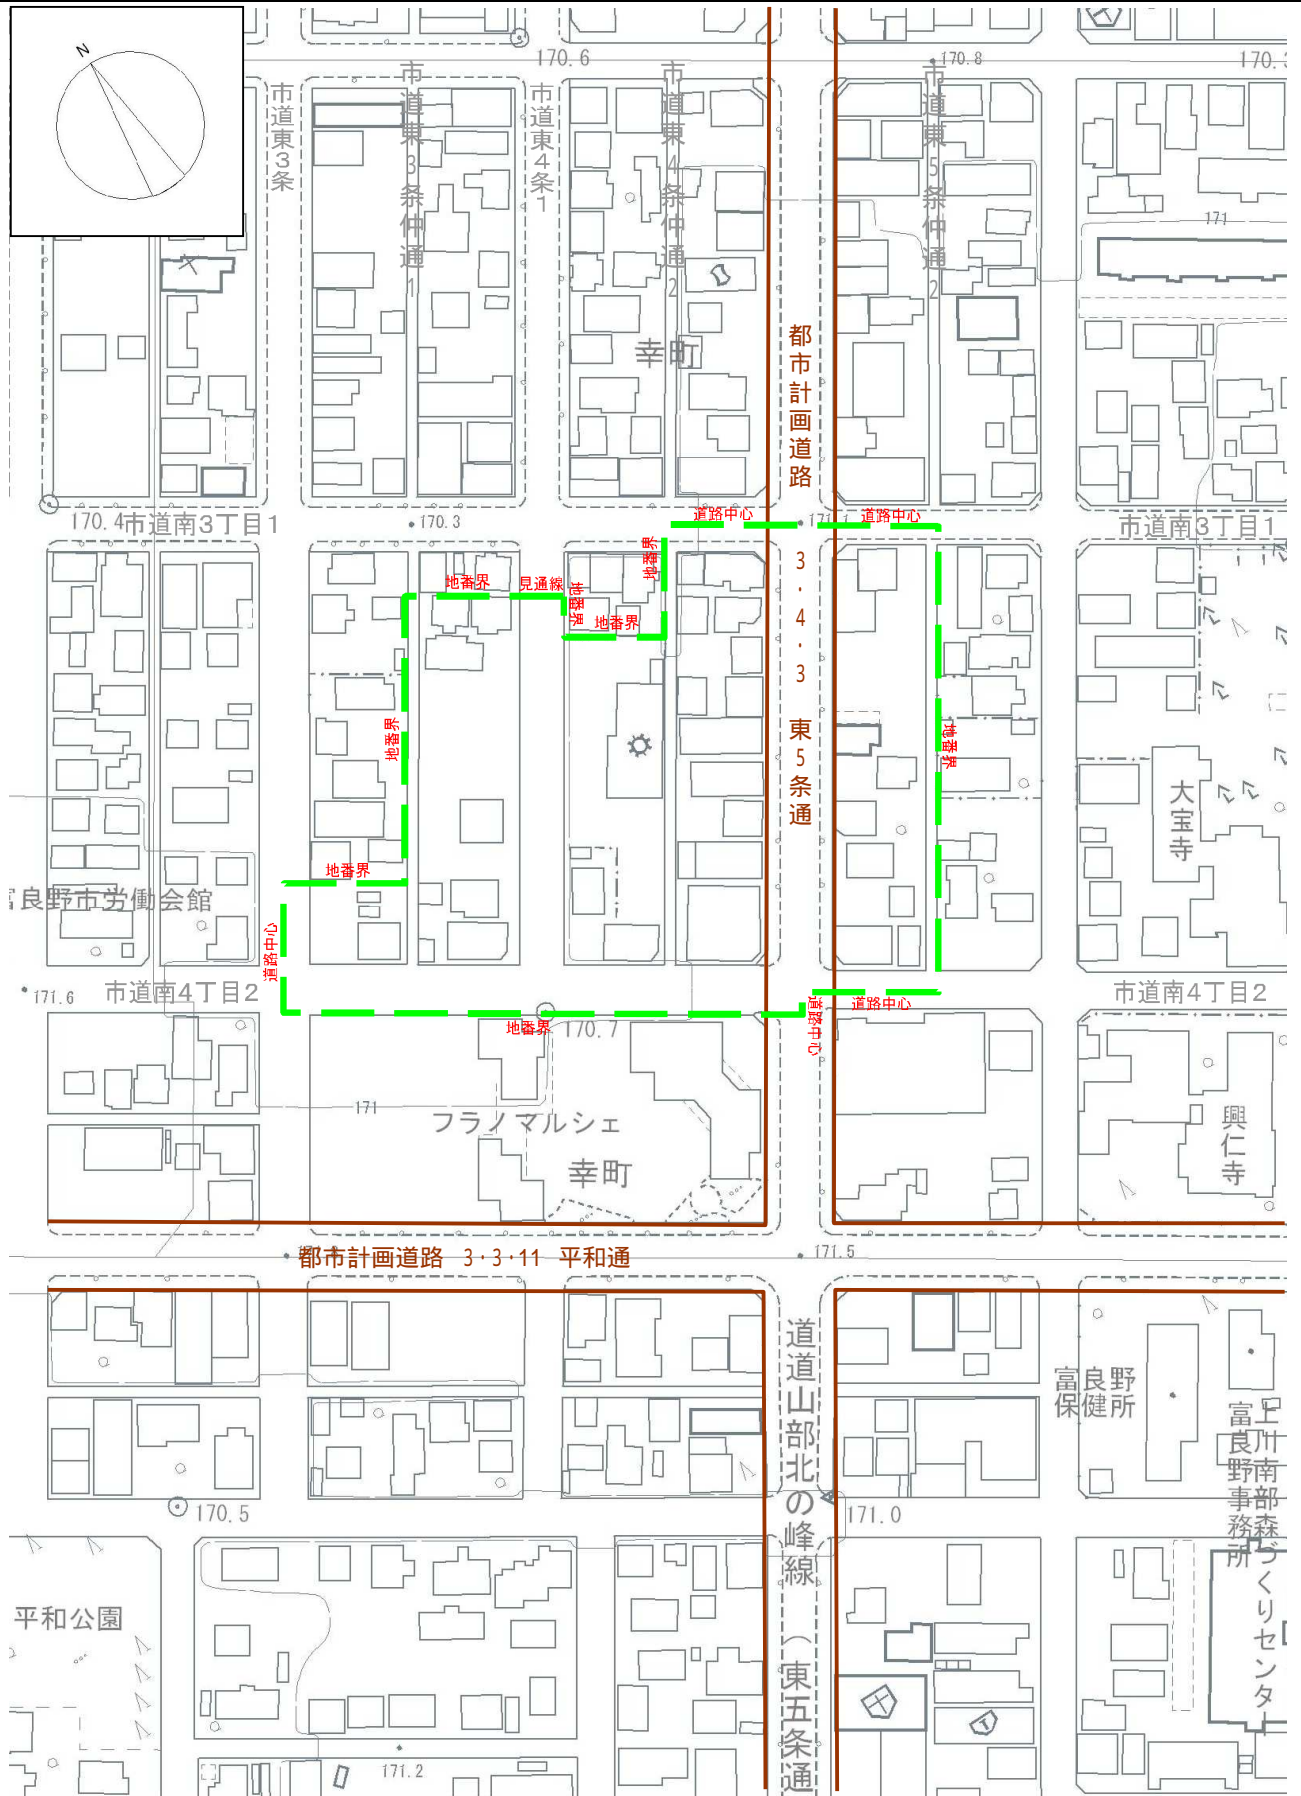 N
170.6
170.8
170.
市道東3条
市道東3条仲通1
市道東4条1
市道東4条仲通2
市道東5条仲通2
171
幸町
都市計画道路 3・4・3 東5条通
170.4
市道南3丁目1
170.3
道路中心
171.1
道路中心
市道南3丁目1
地番界
地番界
見通線
地番界
地番界
地番界
地番界
大宝寺
地番界
富良野市労働会館
道路中心
171.6
市道南4丁目2
道路中心
道路中心
市道南4丁目2
地番界
170.7
171
フラノマルシェ
幸町
興仁寺
都市計画道路 3・3・11 平和通
171.5
道道山部北の峰線（東五条通
富良野
保健所
上川南部森づくりセンター
富良野事務所
170.5
171.0
平和公園
171.2